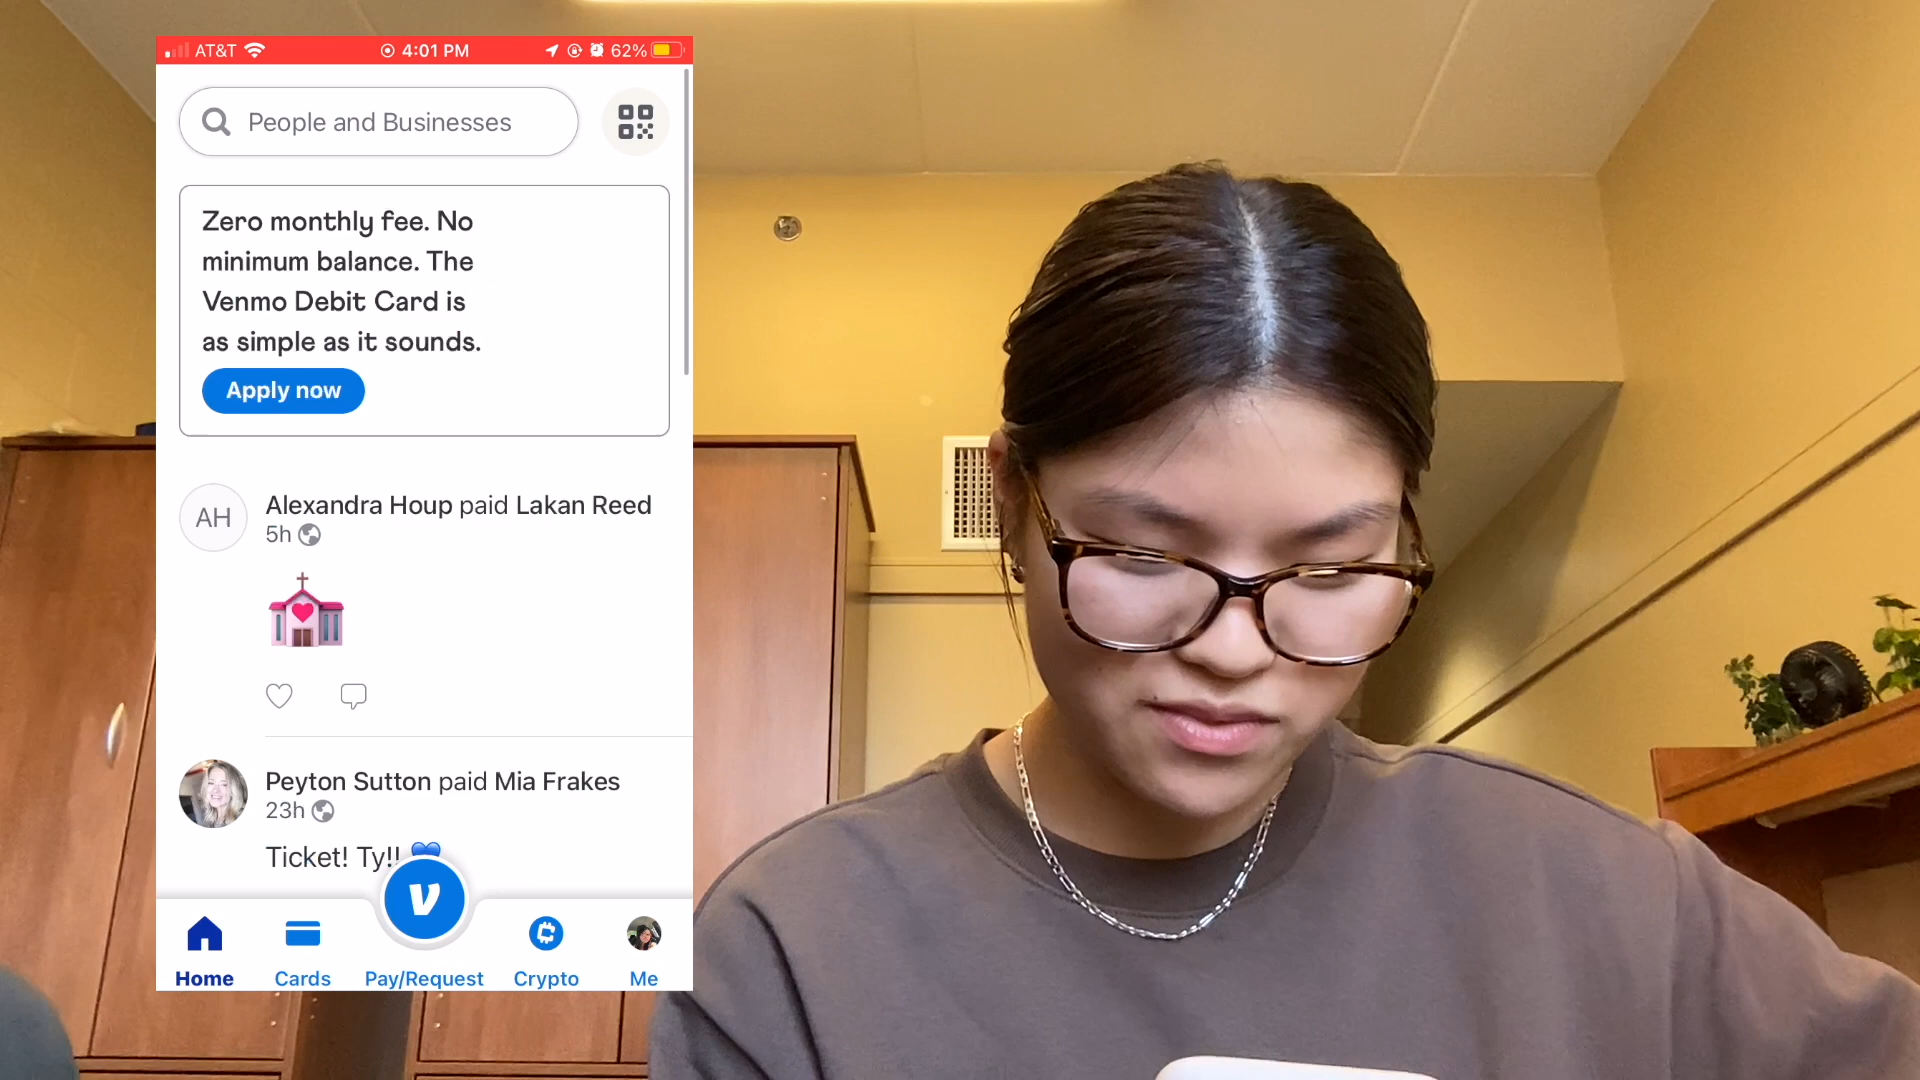 AT&T 4:01 PM 62%
People and Businesses
Zero monthly fee. No
minimum balance. The
Venmo Debit Card is
as simple as it sounds.
Apply now
AH
Alexandra Houp paid Lakan Reed
5h
Peyton Sutton paid Mia Frakes
23h
Ticket! Ty!! 💙
V
Home Cards Pay/Request Crypto Me